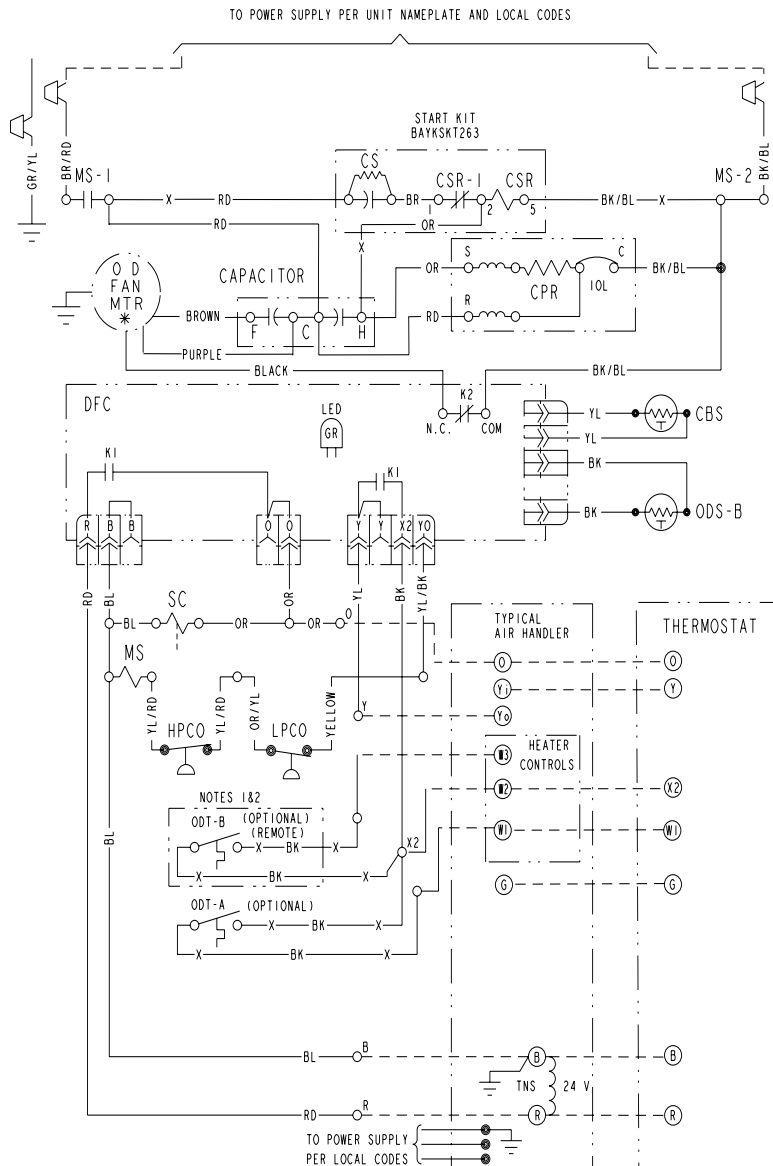 TO POWER SUPPLY PER UNIT NAMEPLATE AND LOCAL CODES
GR/YL
BR/RD
BK/BL
START KIT
BAYKSKT263
MS-1
CS
CSR-1
CSR
MS-2
X RD
BR
1
2
5
BK/BL X
RD
OR
X
O D
FAN
MTR
*
CAPACITOR
OR
S
C
BK/BL
CPR
IOL
BROWN
F
C
H
RD
R
PURPLE
BLACK
BK/BL
DFC
LED
GR
K2
N.C.
COM
YL
CBS
YL
BK
BK
ODS-B
K1
K1
R
B
B
O
O
Y
Y
X2
YO
RD
BL
OR
YL
BK
YL/BK
SC
BL
OR
OR
O
MS
YL/RD
HPCO
YL/RD
OR/YL
LPCO
YELLOW
Y
TYPICAL
AIR HANDLER
THERMOSTAT
O
O
Yi
Y
Yo
W3
HEATER
CONTROLS
W2
X2
W1
W1
G
G
NOTES 1&2
ODT-B
(OPTIONAL)
(REMOTE)
X BK X
X BK X
X2
BL
ODT-A
(OPTIONAL)
X BK X
X BK X
BL
B
B
B
TNS
24 V
RD
R
R
R
TO POWER SUPPLY
PER LOCAL CODES